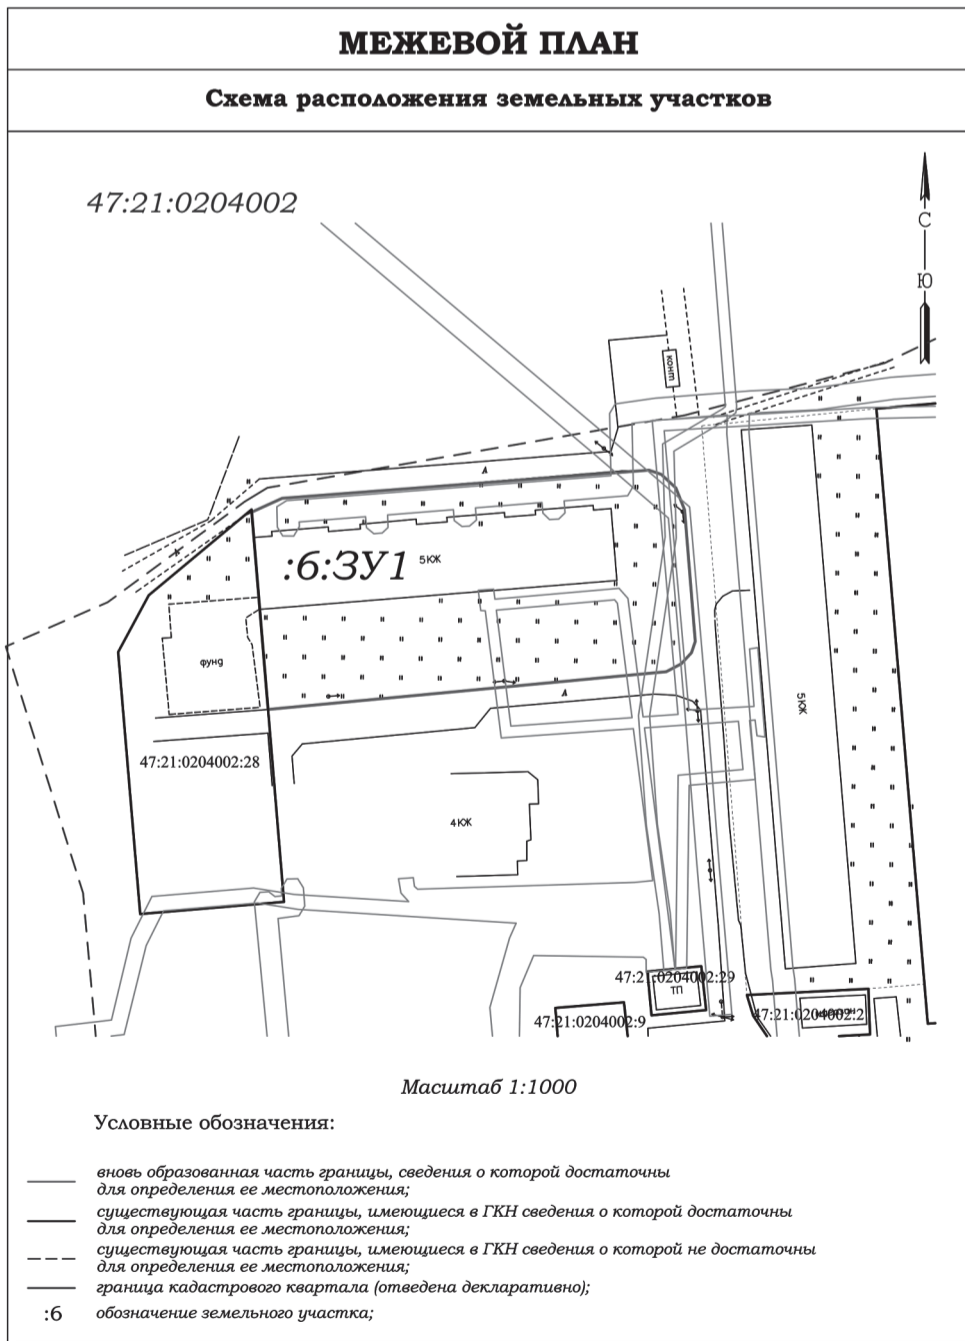 МЕЖЕВОЙ ПЛАН
Схема расположения земельных участков
47:21:0204002
С
Ю
конт
А
:6:ЗУ1
5КЖ
фунд
А
5КЖ
47:21:0204002:28
4КЖ
47:21:0204002:29
ТП
47:21:0204002:9
47:21:0204002:2
Масштаб 1:1000
Условные обозначения:
вновь образованная часть границы, сведения о которой достаточны
для определения ее местоположения;
существующая часть границы, имеющиеся в ГКН сведения о которой достаточны
для определения ее местоположения;
существующая часть границы, имеющиеся в ГКН сведения о которой не достаточны
для определения ее местоположения;
граница кадастрового квартала (отведена декларативно);
:6 обозначение земельного участка;